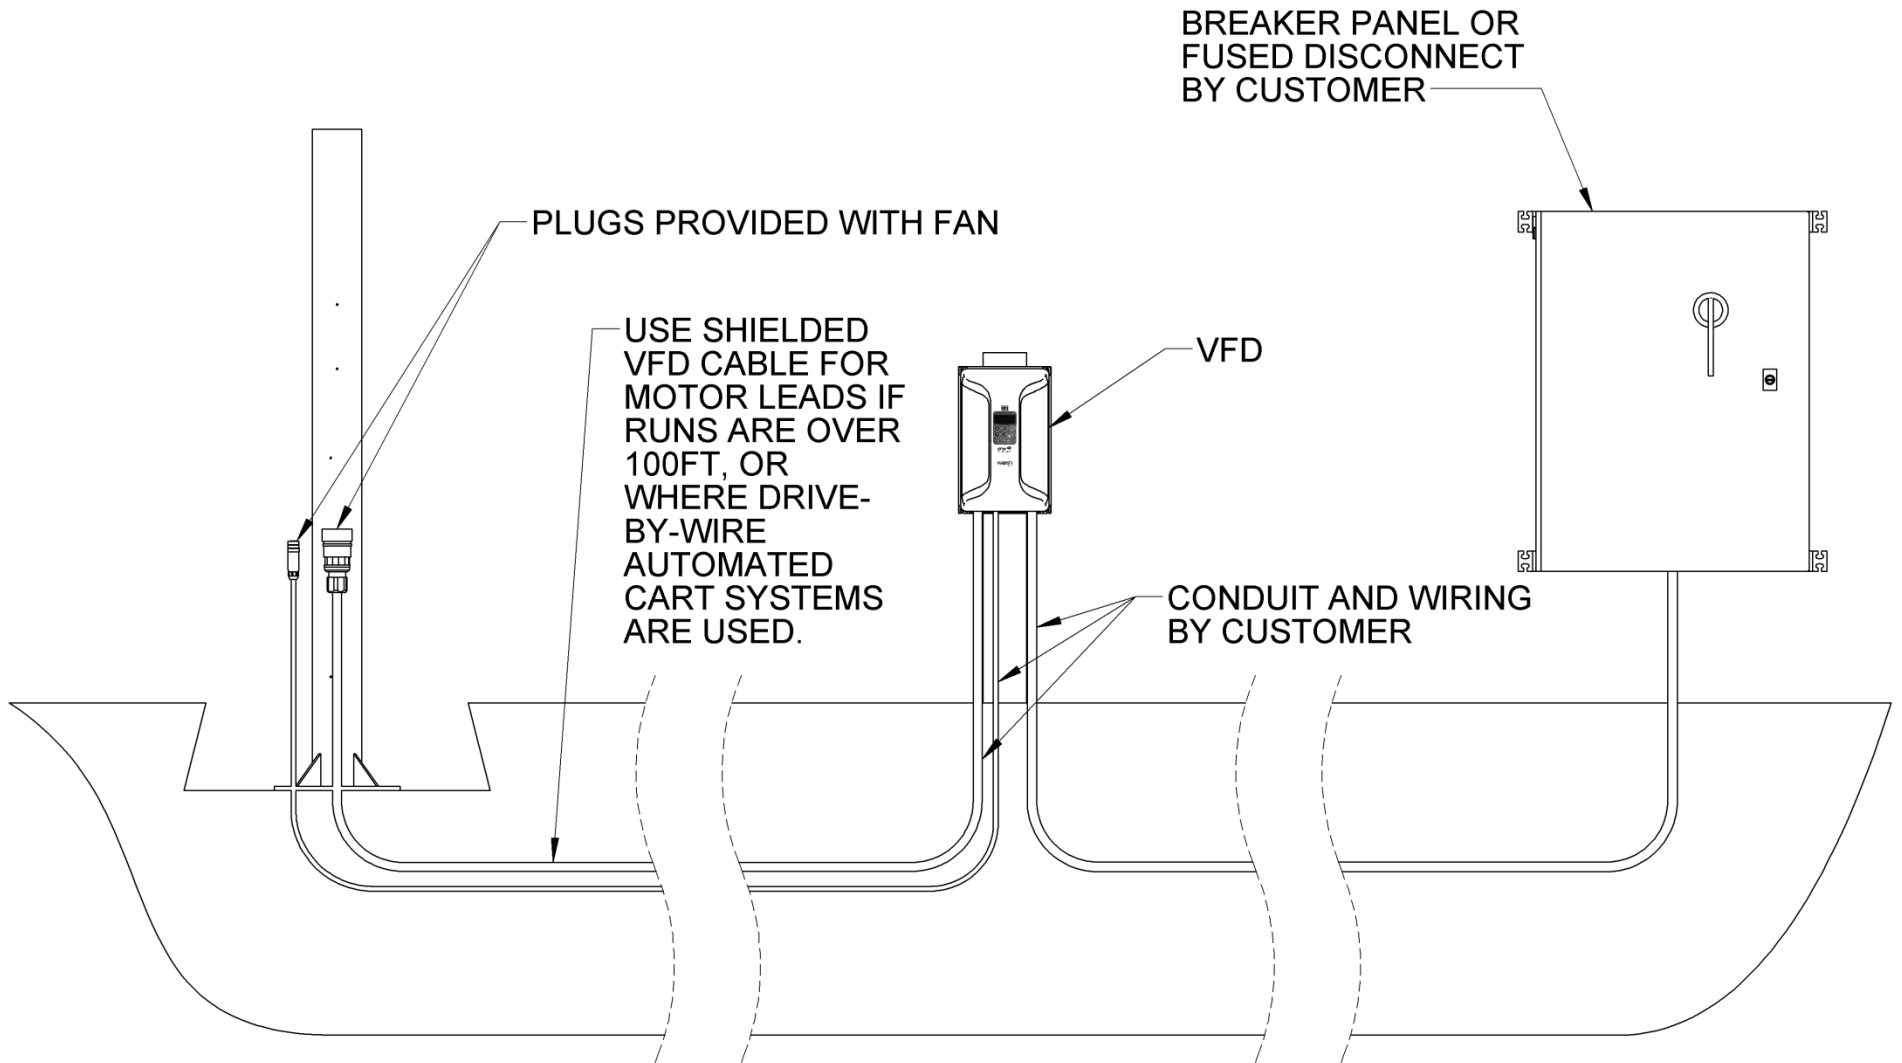 BREAKER PANEL OR
FUSED DISCONNECT
BY CUSTOMER
PLUGS PROVIDED WITH FAN
USE SHIELDED
VFD CABLE FOR
MOTOR LEADS IF
RUNS ARE OVER
100FT, OR
WHERE DRIVE-
BY-WIRE
AUTOMATED
CART SYSTEMS
ARE USED.
VFD
wash
CONDUIT AND WIRING
BY CUSTOMER